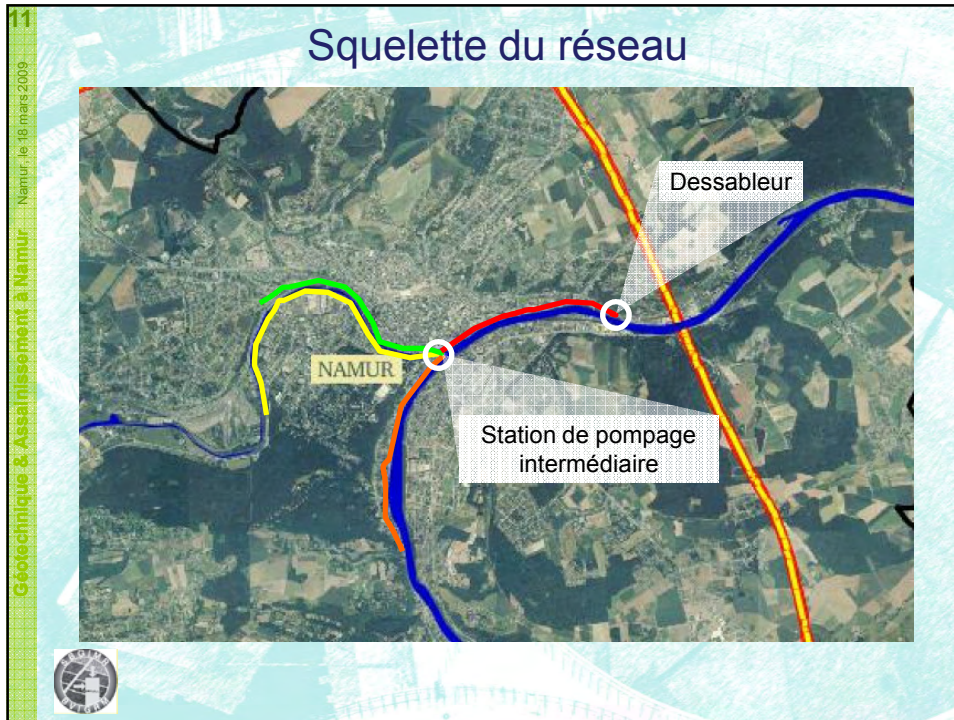 11
Squelette du réseau
Namur, le 18 mars 2009
Géotechnique & Assainissement à Namur
Dessableur
NAMUR
Station de pompage
intermédiaire